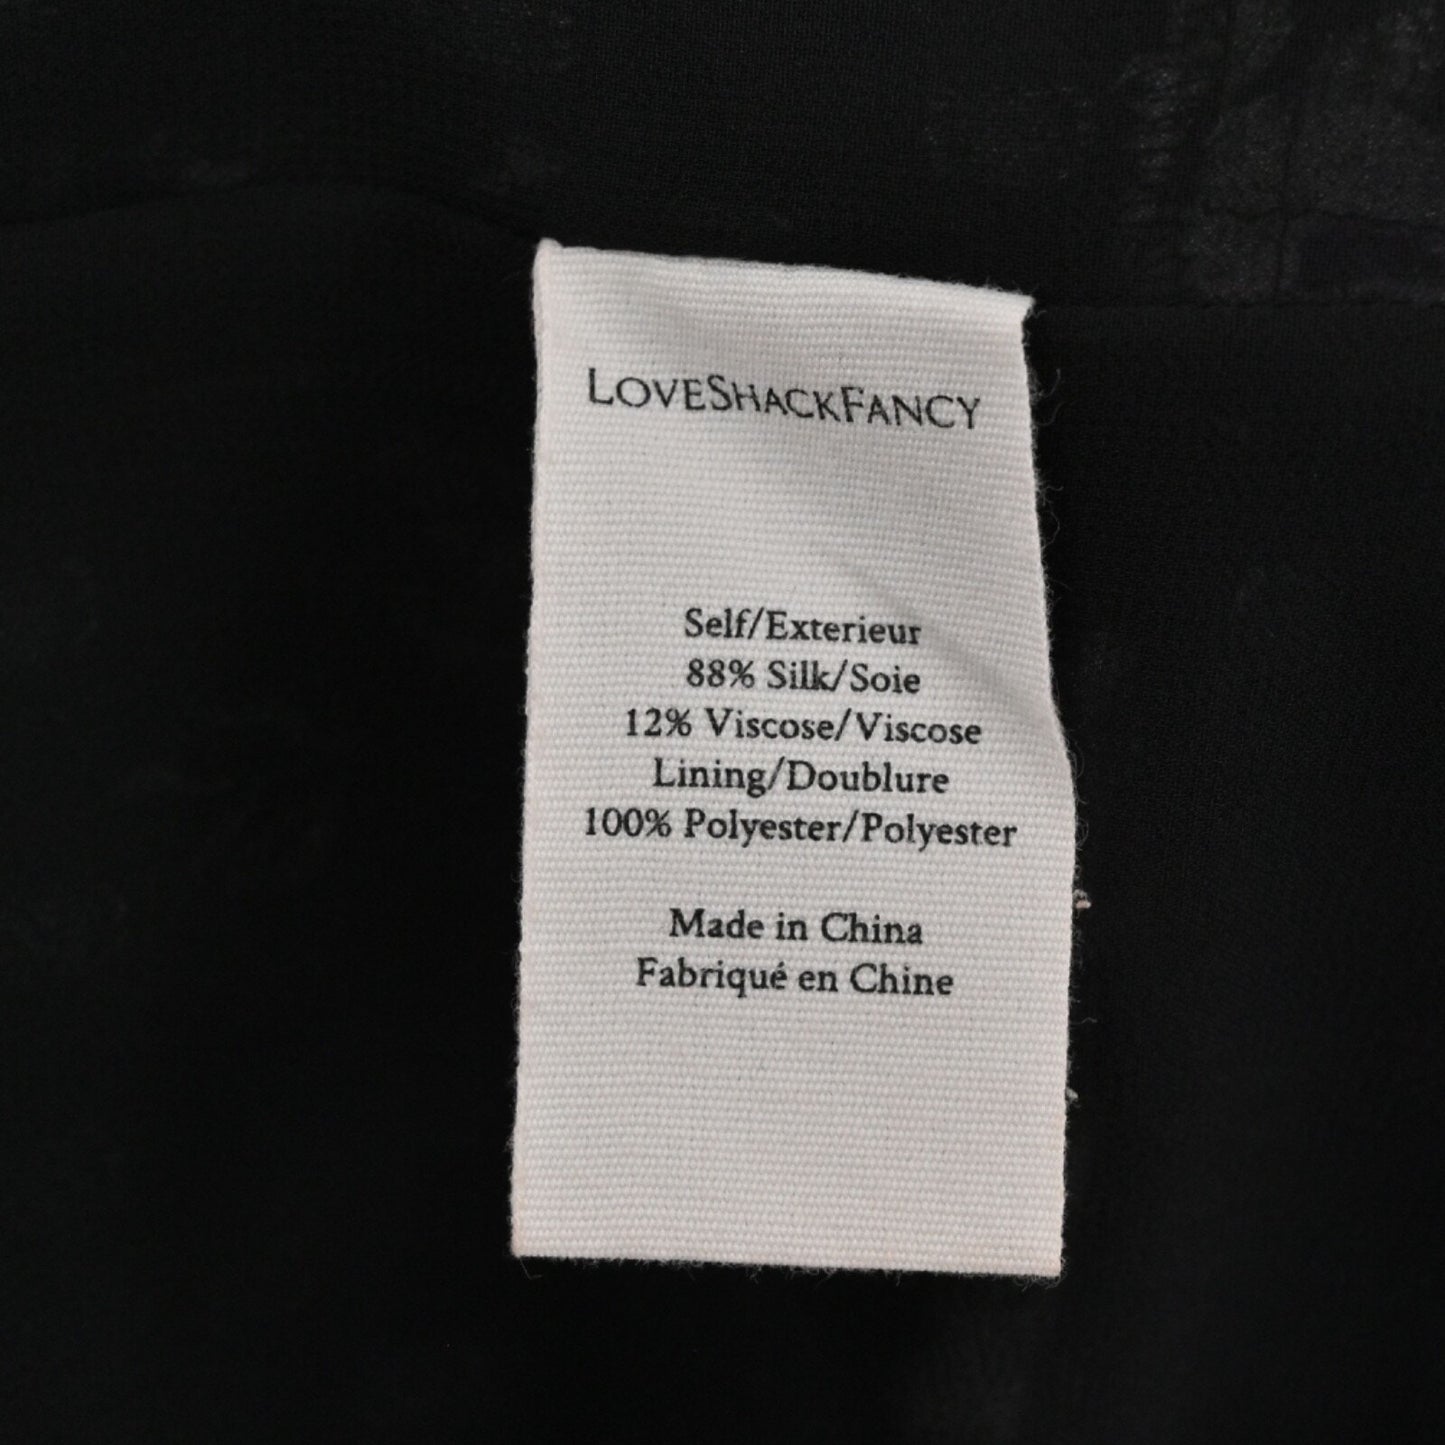 LOVESHACKFANCY
Self/Exterieur
88% Silk/Soie
12% Viscose/Viscose
Lining/Doublure
100% Polyester/Polyester
Made in China
Fabriqué en Chine